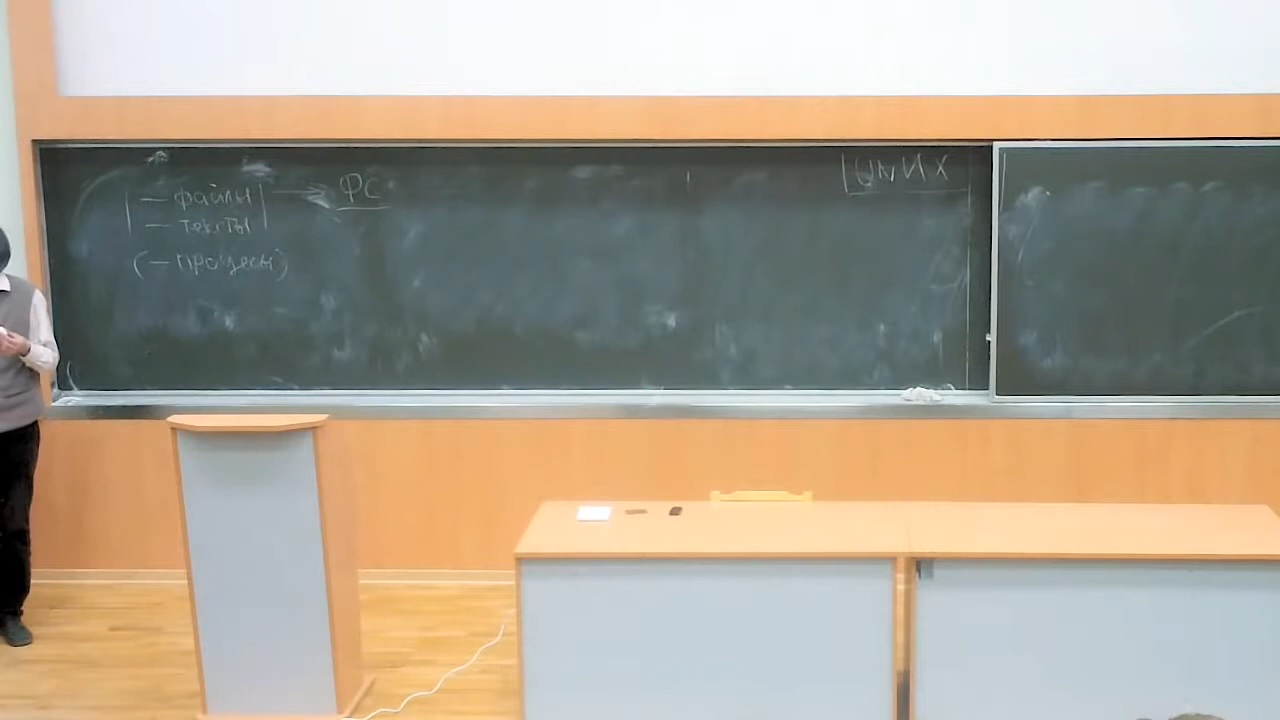 — файлы → ФС
— тексты
(— процессы)
UNIX